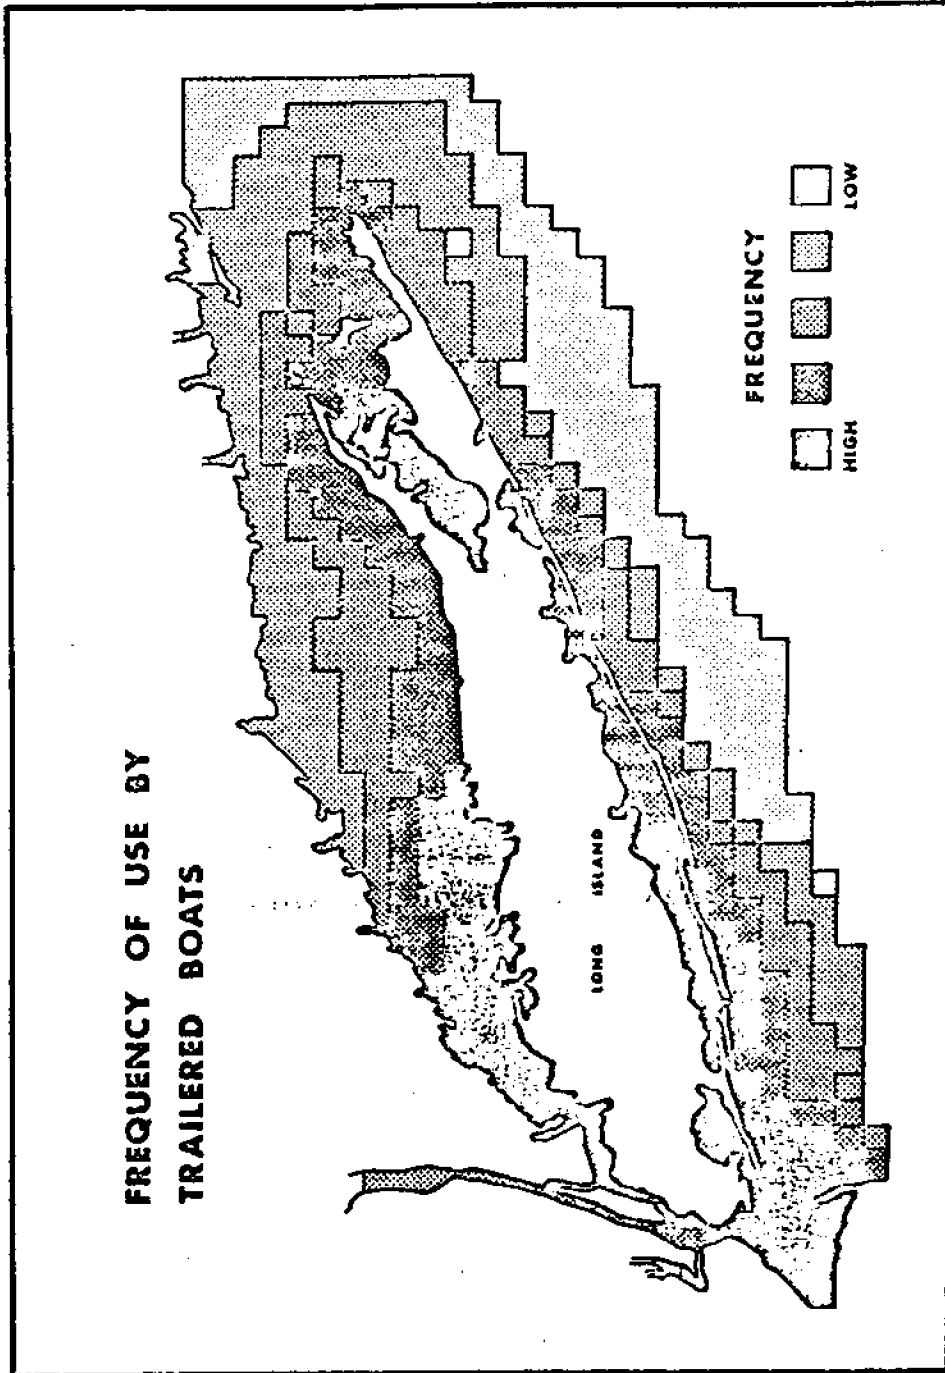 FREQUENCY OF USE BY
TRAILERED BOATS
LONG ISLAND
FREQUENCY
HIGH LOW